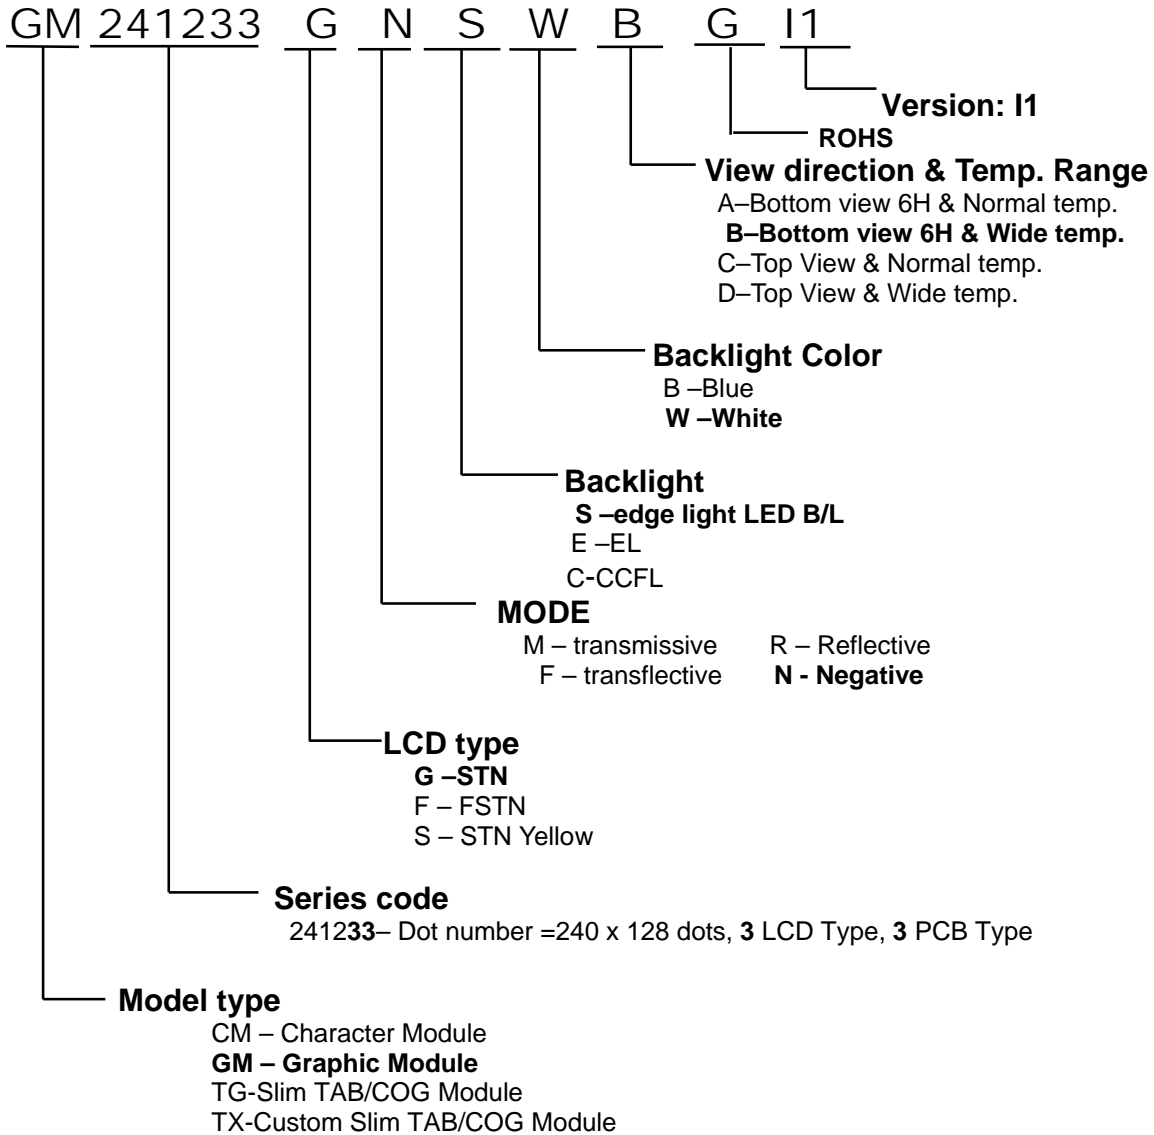 GM 241233 G N S W B G I1
Version: I1
ROHS
View direction & Temp. Range
A–Bottom view 6H & Normal temp.
B–Bottom view 6H & Wide temp.
C–Top View & Normal temp.
D–Top View & Wide temp.
Backlight Color
B –Blue
W –White
Backlight
S –edge light LED B/L
E –EL
C-CCFL
MODE
M – transmissive R – Reflective
F – transflective N - Negative
LCD type
G –STN
F – FSTN
S – STN Yellow
Series code
241233– Dot number =240 x 128 dots, 3 LCD Type, 3 PCB Type
Model type
CM – Character Module
GM – Graphic Module
TG-Slim TAB/COG Module
TX-Custom Slim TAB/COG Module